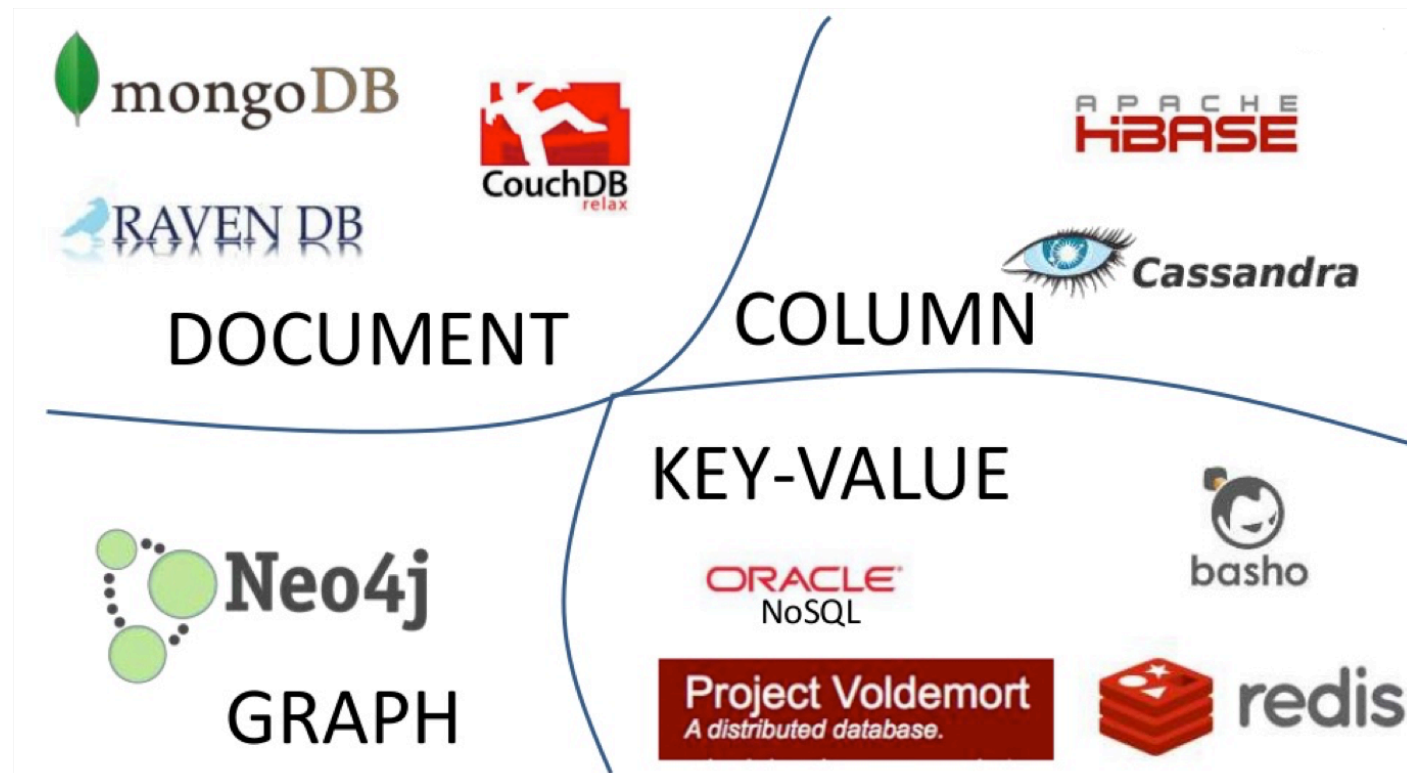 mongoDB
CouchDB
relax
RAVEN DB
DOCUMENT
APACHE
HBASE
Cassandra
COLUMN
Neo4j
GRAPH
KEY-VALUE
basho
ORACLE
NoSQL
Project Voldemort
A distributed database.
redis